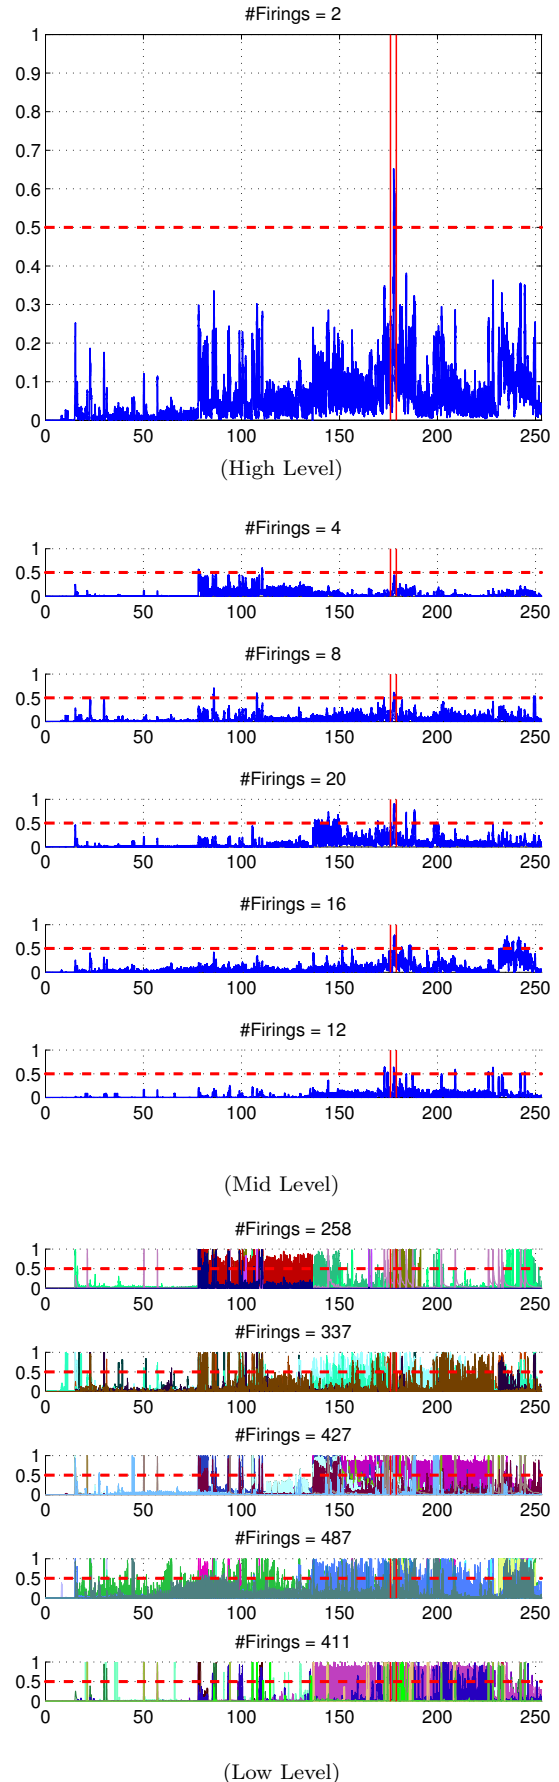 #Firings = 2
1
0.9
0.8
0.7
0.6
0.5
0.4
0.3
0.2
0.1
0
0 50 100 150 200 250
(High Level)
#Firings = 4
1
0.5
0
0 50 100 150 200 250
#Firings = 8
1
0.5
0
0 50 100 150 200 250
#Firings = 20
1
0.5
0
0 50 100 150 200 250
#Firings = 16
1
0.5
0
0 50 100 150 200 250
#Firings = 12
1
0.5
0
0 50 100 150 200 250
(Mid Level)
#Firings = 258
1
0.5
0
0 50 100 150 200 250
#Firings = 337
1
0.5
0
0 50 100 150 200 250
#Firings = 427
1
0.5
0
0 50 100 150 200 250
#Firings = 487
1
0.5
0
0 50 100 150 200 250
#Firings = 411
1
0.5
0
0 50 100 150 200 250
(Low Level)